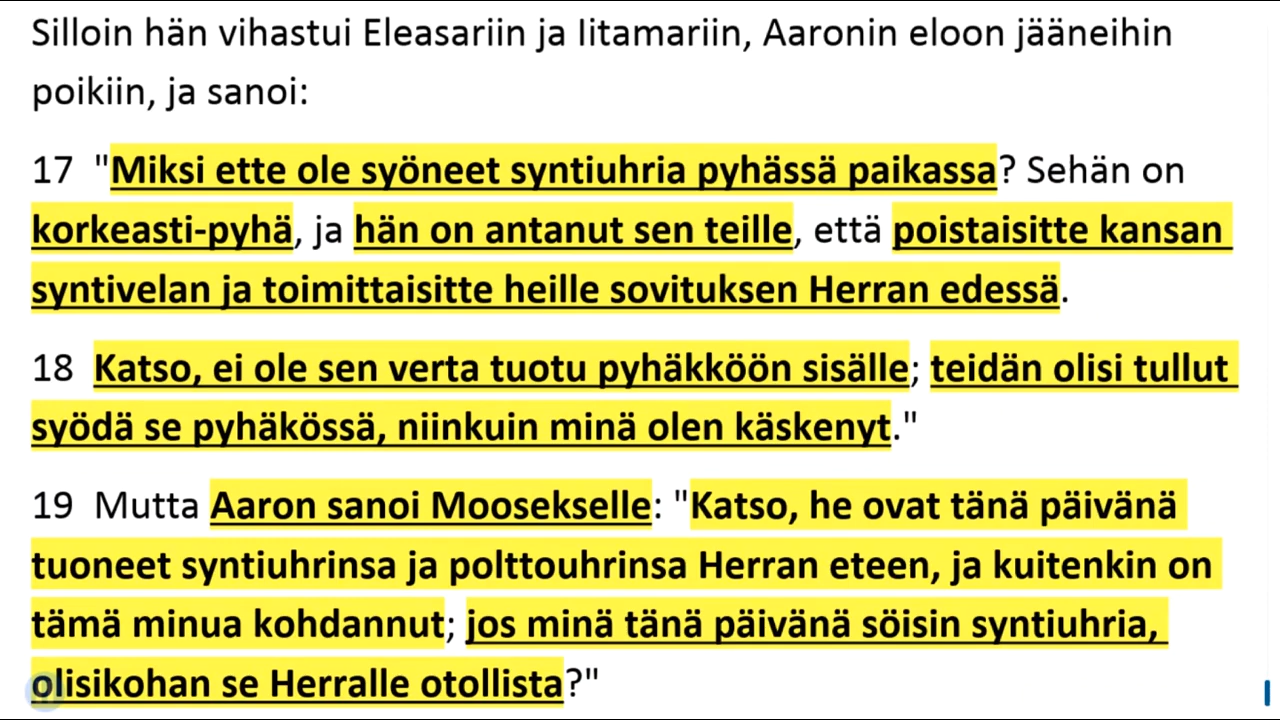 Silloin hän vihastui Eleasariin ja Iitamariin, Aaronin eloon jääneihin
poikiin, ja sanoi:
17 "Miksi ette ole syöneet syntiuhria pyhässä paikassa? Sehän on
korkeasti-pyhä, ja hän on antanut sen teille, että poistaisitte kansan
syntivelan ja toimittaisitte heille sovituksen Herran edessä.
18 Katso, ei ole sen verta tuotu pyhäkköön sisälle; teidän olisi tullut
syödä se pyhäkössä, niinkuin minä olen käskenyt."
19 Mutta Aaron sanoi Moosekselle: "Katso, he ovat tänä päivänä
tuoneet syntiuhrinsa ja polttouhrinsa Herran eteen, ja kuitenkin on
tämä minua kohdannut; jos minä tänä päivänä söisin syntiuhria,
olisikohan se Herralle otollista?"